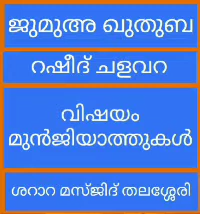 ജുമുഅ ഖുതുബ
റഷീദ് ചളവറ
വിഷയം
മുൻജിയാത്തുകൾ
ശറാറ മസ്ജിദ് തലശ്ശേരി